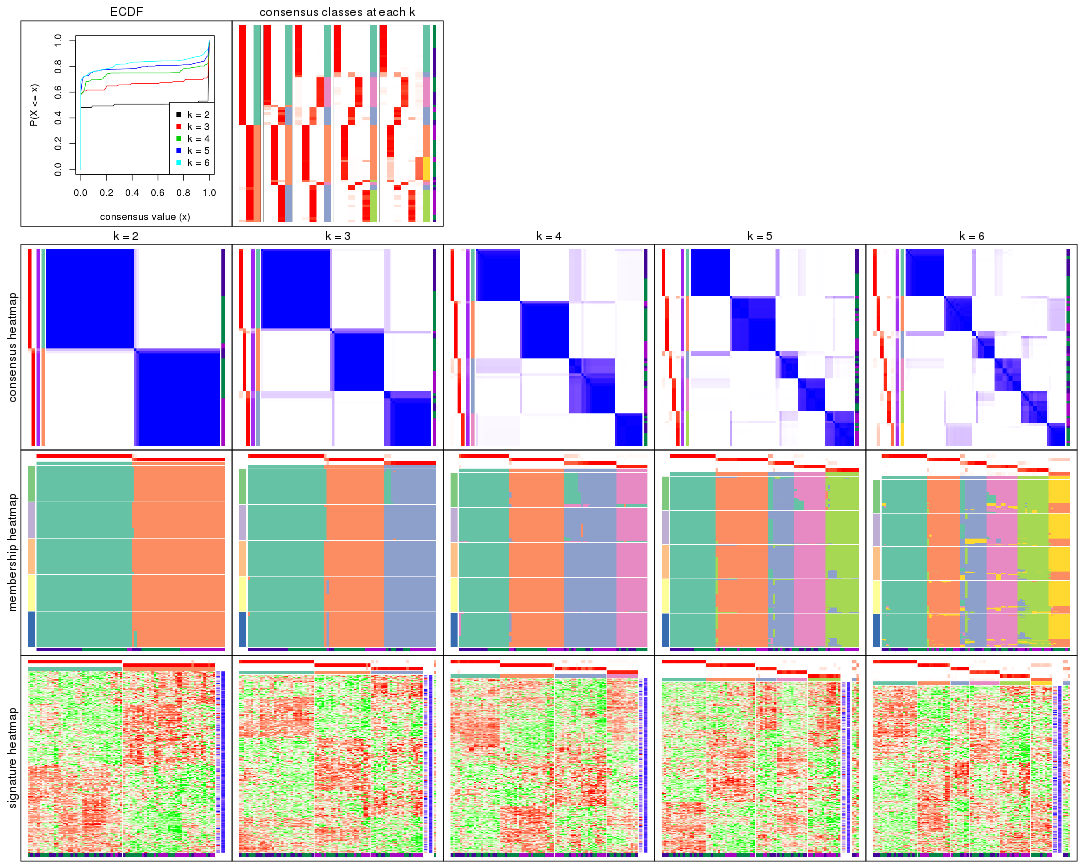 ECDF
consensus classes at each k
P(X <= x)
0.0 0.2 0.4 0.6 0.8 1.0
k = 2
k = 3
k = 4
k = 5
k = 6
0.0 0.2 0.4 0.6 0.8 1.0
consensus value (x)
k = 2
k = 3
k = 4
k = 5
k = 6
consensus heatmap
membership heatmap
signature heatmap